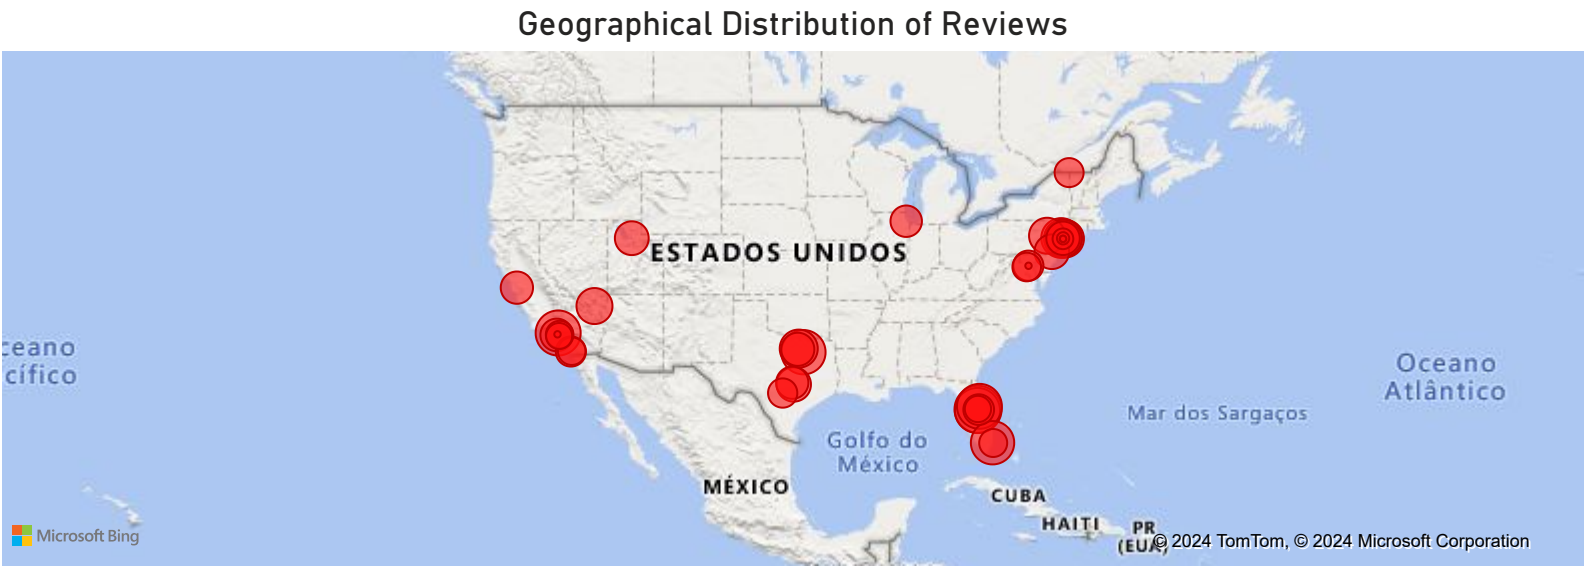 Geographical Distribution of Reviews
ESTADOS UNIDOS
ceano
cífico
Oceano
Atlântico
Mar dos Sargaços
Golfo do
México
MÉXICO
CUBA
HAITI
PR
(EUA)
Microsoft Bing
© 2024 TomTom, © 2024 Microsoft Corporation